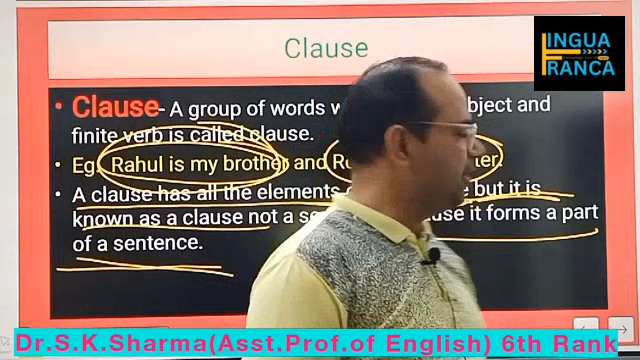 LINGUA
FRANCA
Clause
• Clause- A group of words w bject and
finite verb is called clause.
• Eg. Rahul is my brother and R er.
• A clause has all the elements but it is
known as a clause not a se use it forms a part
of a sentence.
Dr.S.K.Sharma(Asst.Prof.of English) 6th Rank